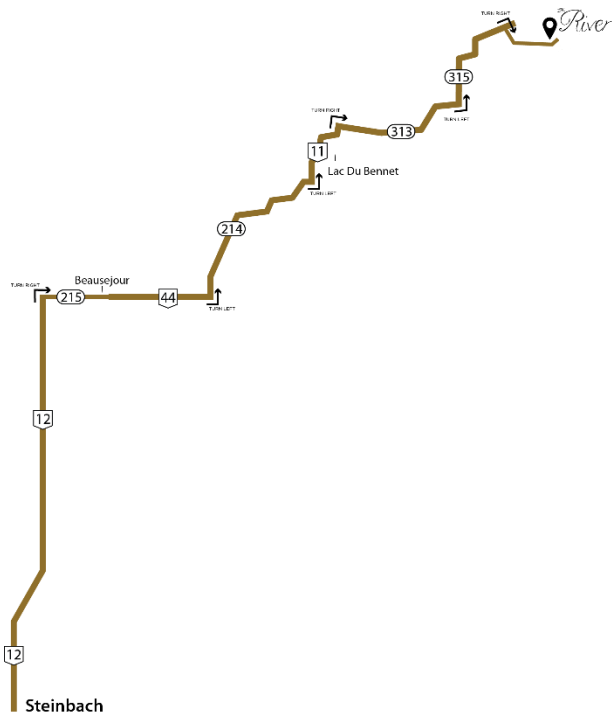 the
River
TURN RIGHT
315
TURN LEFT
TURN RIGHT
313
11
Lac Du Bennet
TURN LEFT
214
Beausejour
TURN RIGHT
215
44
TURN LEFT
12
12
Steinbach